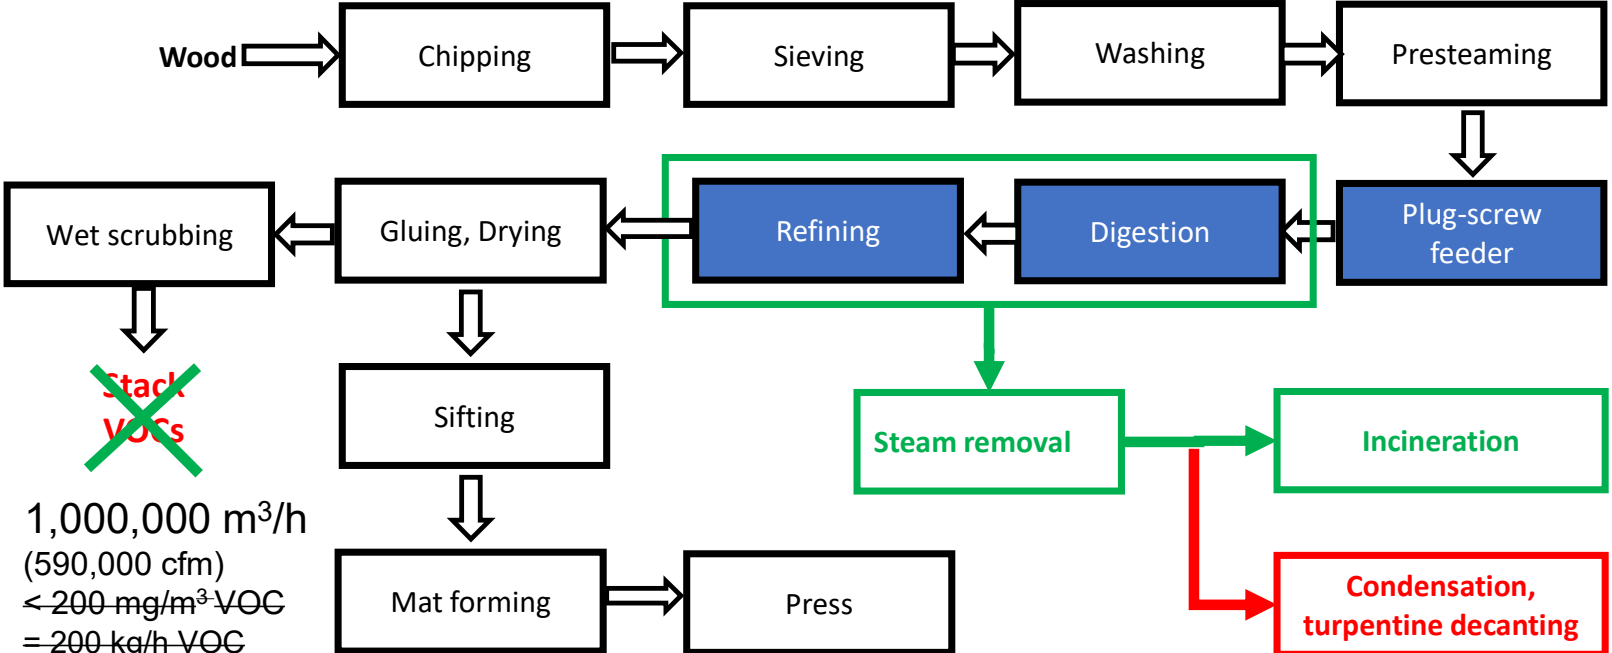 Wood
Chipping
Sieving
Washing
Presteaming
Wet scrubbing
Gluing, Drying
Refining
Digestion
Plug-screw
feeder
Stack
VOCs
Sifting
Steam removal
Incineration
1,000,000 m³/h
(590,000 cfm)
< 200 mg/m³ VOC
= 200 kg/h VOC
Mat forming
Press
Condensation,
turpentine decanting